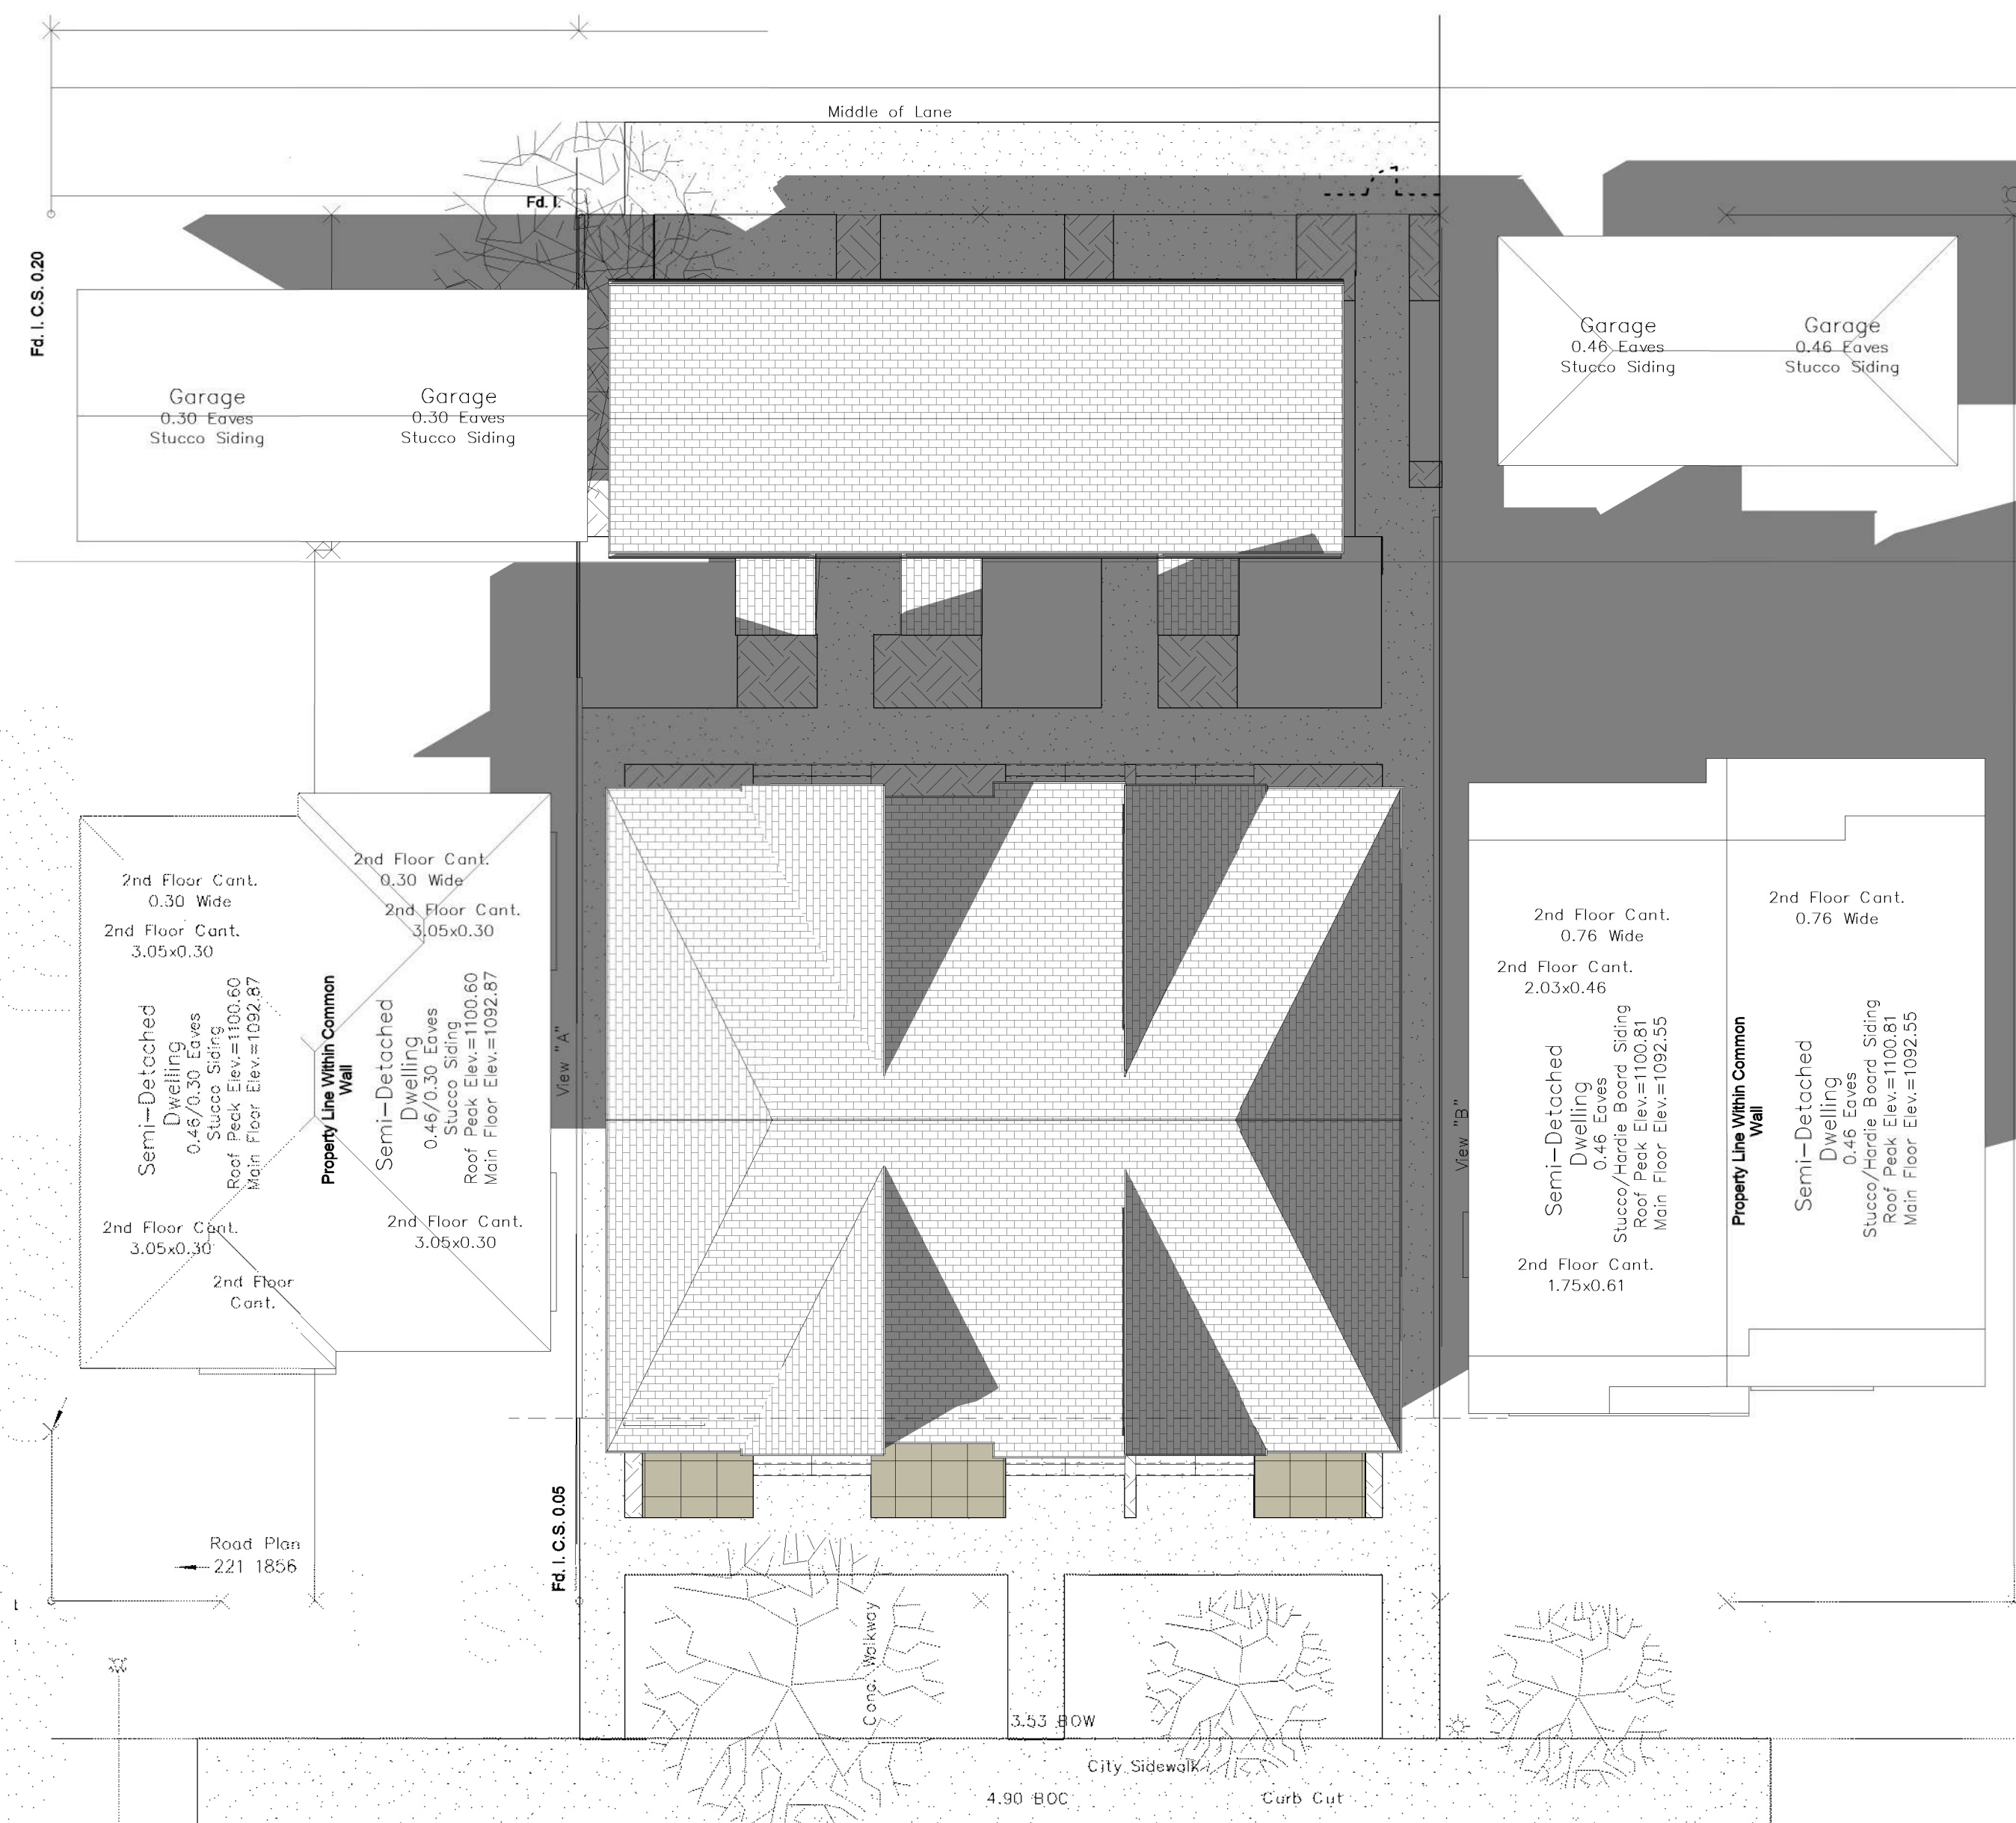 Middle of Lane
Fd. I.
Fd. I. C.S. 0.20
Garage
0.30 Eaves
Stucco Siding
Garage
0.30 Eaves
Stucco Siding
Garage
0.46 Eaves
Stucco Siding
Garage
0.46 Eaves
Stucco Siding
2nd Floor Cant.
0.30 Wide
2nd Floor Cant.
3.05x0.30
2nd Floor Cant.
0.30 Wide
2nd Floor Cant.
3.05x0.30
Semi-Detached
Dwelling
0.46/0.30 Eaves
Stucco Siding
Roof Peak Elev.=1100.60
Main Floor Elev.=1092.87
Property Line Within Common
Wall
Semi-Detached
Dwelling
0.46/0.30 Eaves
Stucco Siding
Roof Peak Elev.=1100.60
Main Floor Elev.=1092.87
2nd Floor Cant.
3.05x0.30
2nd Floor
Cant.
2nd Floor Cant.
3.05x0.30
View "A"
View "B"
2nd Floor Cant.
0.76 Wide
2nd Floor Cant.
2.03x0.46
2nd Floor Cant.
0.76 Wide
Semi-Detached
Dwelling
0.46 Eaves
Stucco/Hardie Board Siding
Roof Peak Elev.=1100.81
Main Floor Elev.=1092.55
Property Line Within Common
Wall
Semi-Detached
Dwelling
0.46 Eaves
Stucco/Hardie Board Siding
Roof Peak Elev.=1100.81
Main Floor Elev.=1092.55
2nd Floor Cant.
1.75x0.61
Fd. I. C.S. 0.05
Road Plan
221 1856
t
Conc. Walkway
3.53 BOW
City Sidewalk
4.90 BOC
Curb Cut